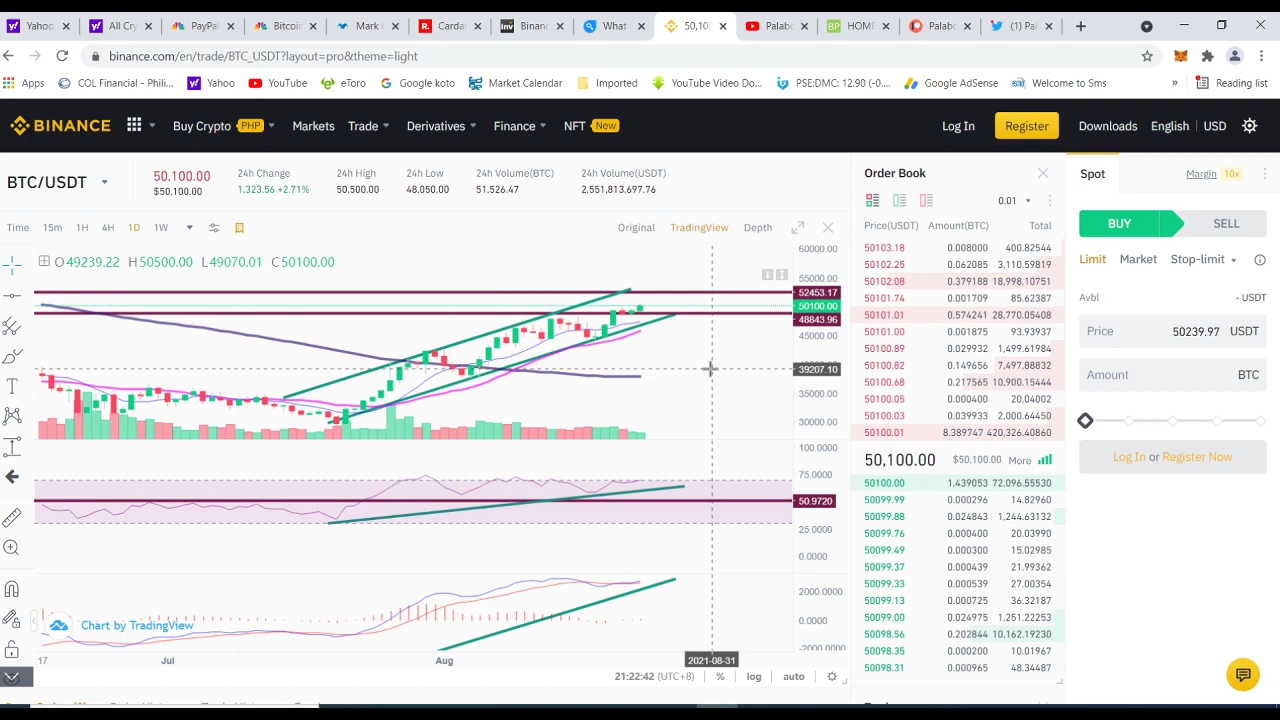 Yahoo
All Cry
PayPal
Bitcoin
Mark
Cardan
Binanc
What
50,100
Palab
HOME
Palabo
(1) Pal
binance.com/en/trade/BTC_USDT?layout=pro&theme=light
Apps
COL Financial - Phili...
Yahoo
YouTube
eToro
Google koto
Market Calendar
Imported
YouTube Video Do...
PSE:DMC: 12.90 (-0....
Google AdSense
Welcome to Sms
»
Reading list
BINANCE
Buy Crypto PHP
Markets
Trade
Derivatives
Finance
NFT New
Log In
Register
Downloads
English | USD
BTC/USDT
50,100.00
$50,100.00
24h Change
1,323.56 +2.71%
24h High
50,500.00
24h Low
48,050.00
24h Volume(BTC)
51,526.47
24h Volume(USDT)
2,551,813,697.76
Time 15m 1H 4H 1D 1W
Original TradingView Depth
O49239.22 H50500.00 L49070.01 C50100.00
60000.00
55000.00
52453.17
50100.00
48843.96
45000.00
39207.10
35000.00
30000.00
100.0000
75.0000
50.9720
25.0000
0.0000
2000.0000
0.0000
-2000.0000
Chart by TradingView
17 Jul Aug 2021-08-31
21:22:42 (UTC+8) % log auto
Order Book
0.01
Price(USDT) Amount(BTC) Total
50103.18 0.008000 400.82544
50102.25 0.062085 3,110.59819
50102.08 0.379188 18,998.10751
50101.74 0.001709 85.62387
50101.01 0.574241 28,770.05408
50101.00 0.001875 93.93937
50100.89 0.029932 1,499.61984
50100.82 0.149656 7,497.88832
50100.68 0.217565 10,900.15444
50100.05 0.000400 20.04002
50100.03 0.039933 2,000.64450
50100.01 8.389747 420,326.40860
50,100.00 $50,100.00 More
50100.00 1.439053 72,096.55530
50099.99 0.000296 14.82960
50099.88 0.024843 1,244.63132
50099.76 0.000400 20.03990
50099.49 0.000300 15.02985
50099.37 0.000439 21.99362
50099.33 0.000539 27.00354
50099.13 0.000725 36.32187
50099.00 0.024975 1,251.22253
50098.56 0.202844 10,162.19230
50098.35 0.000200 10.01967
50098.31 0.000965 48.34487
Spot
Margin 10x
BUY
SELL
Limit Market Stop-limit
Avbl - USDT
Price 50239.97 USDT
Amount BTC
Log In or Register Now